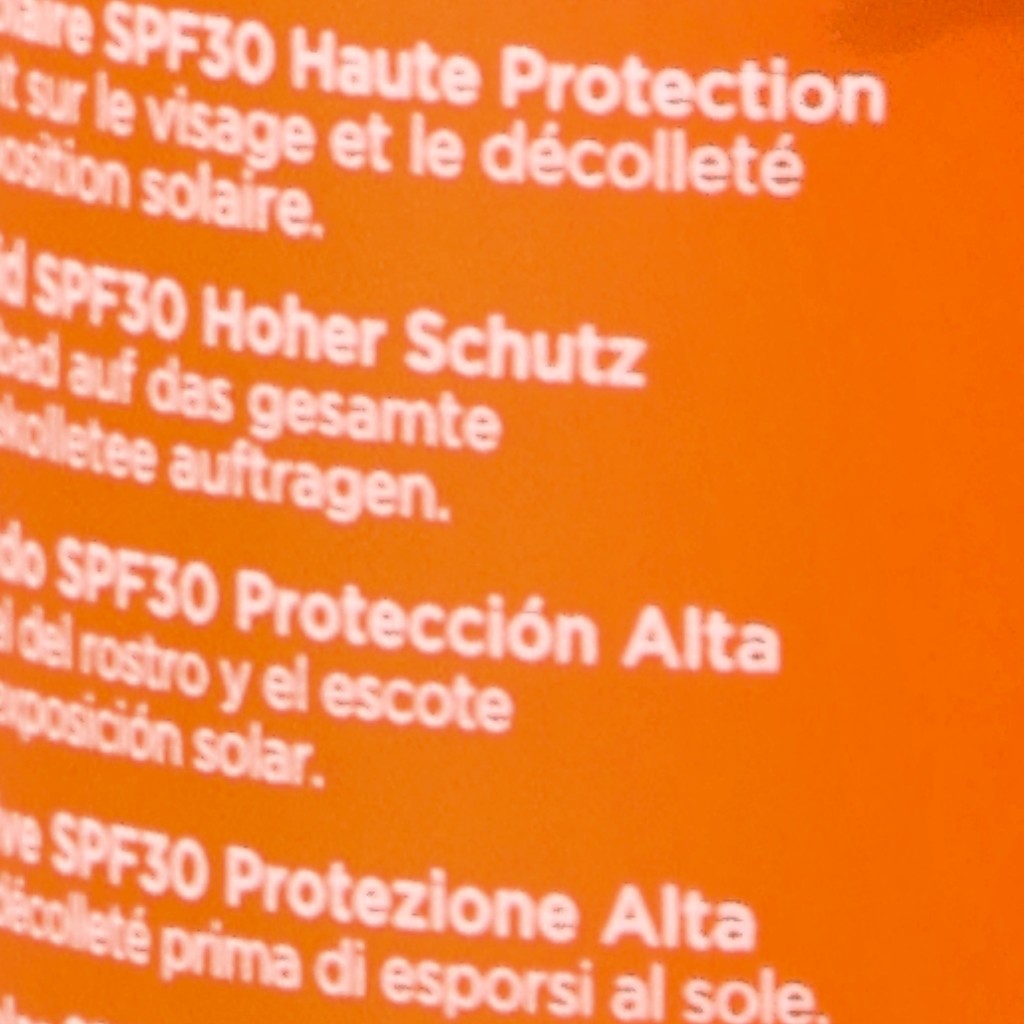 SPF30 Haute Protection
sur le visage et le décolleté
solaire.
SPF30 Hoher Schutz
auf das gesamte
auftragen.
SPF30 Protección Alta
del rostro y el escote
exposición solar.
SPF30 Protezione Alta
décolleté prima di esporsi al sole.